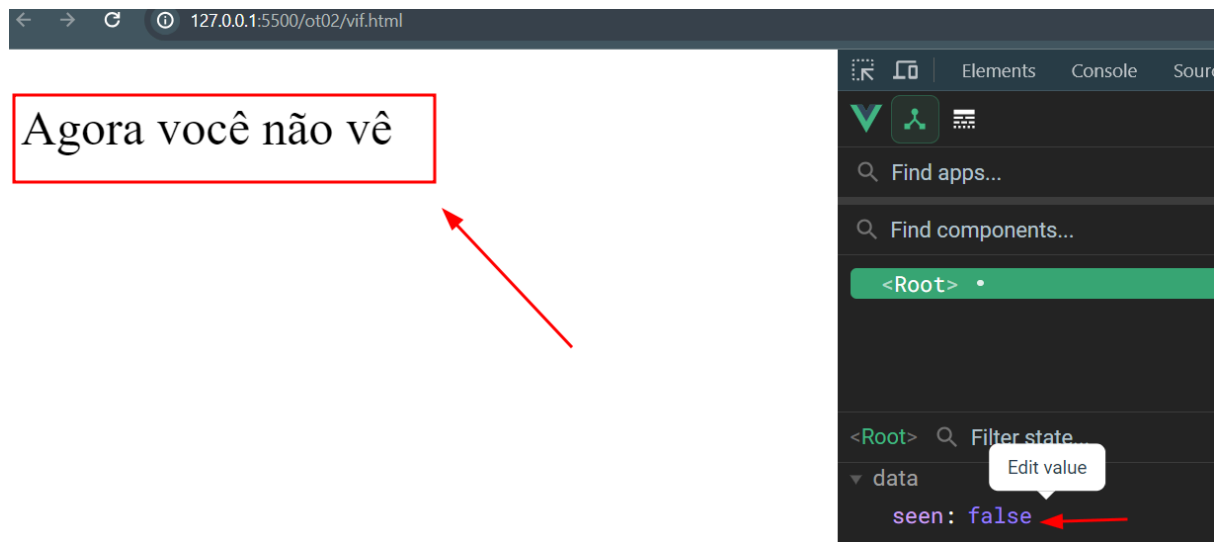 127.0.0.1:5500/ot02/vif.html
Agora você não vê
Elements Console Sour
Find apps...
Find components...
<Root>
<Root> Filter state...
Edit value
data
seen: false